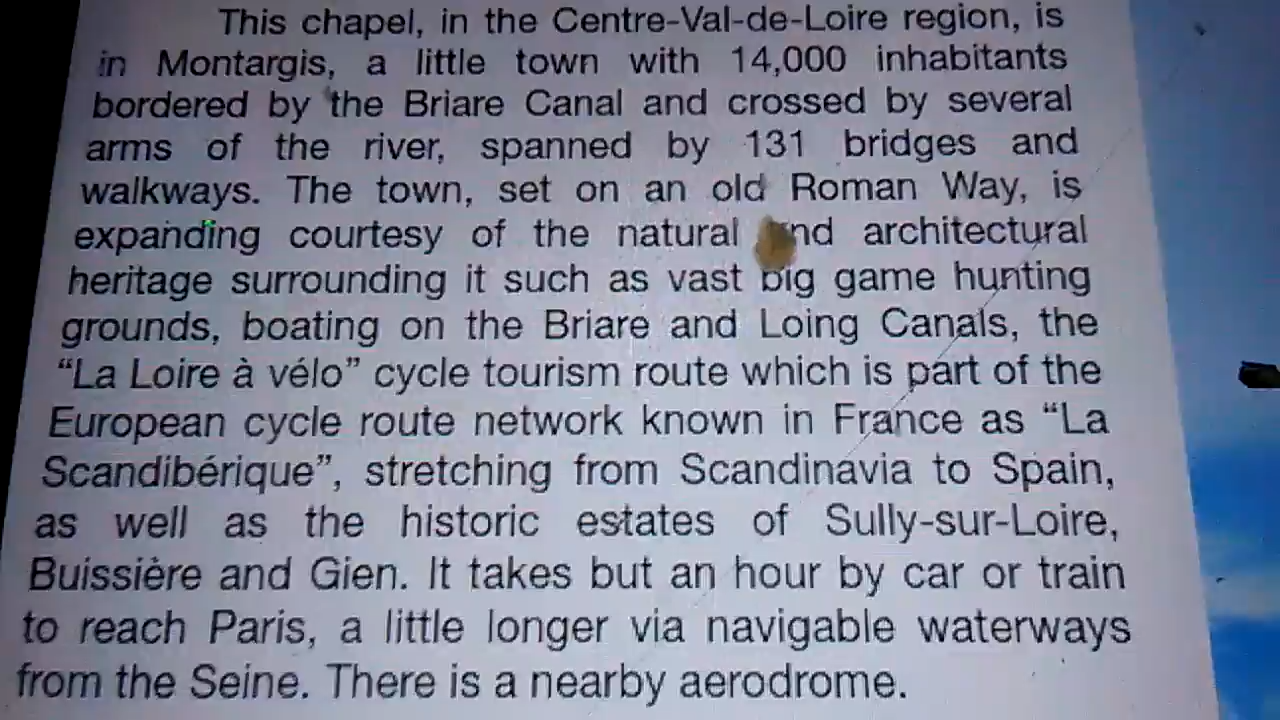 This chapel, in the Centre-Val-de-Loire region, is
in Montargis, a little town with 14,000 inhabitants
bordered by the Briare Canal and crossed by several
arms of the river, spanned by 131 bridges and
walkways. The town, set on an old Roman Way, is
expanding courtesy of the natural and architectural
heritage surrounding it such as vast big game hunting
grounds, boating on the Briare and Loing Canals, the
“La Loire à vélo” cycle tourism route which is part of the
European cycle route network known in France as “La
Scandibérique”, stretching from Scandinavia to Spain,
as well as the historic estates of Sully-sur-Loire,
Buissière and Gien. It takes but an hour by car or train
to reach Paris, a little longer via navigable waterways
from the Seine. There is a nearby aerodrome.